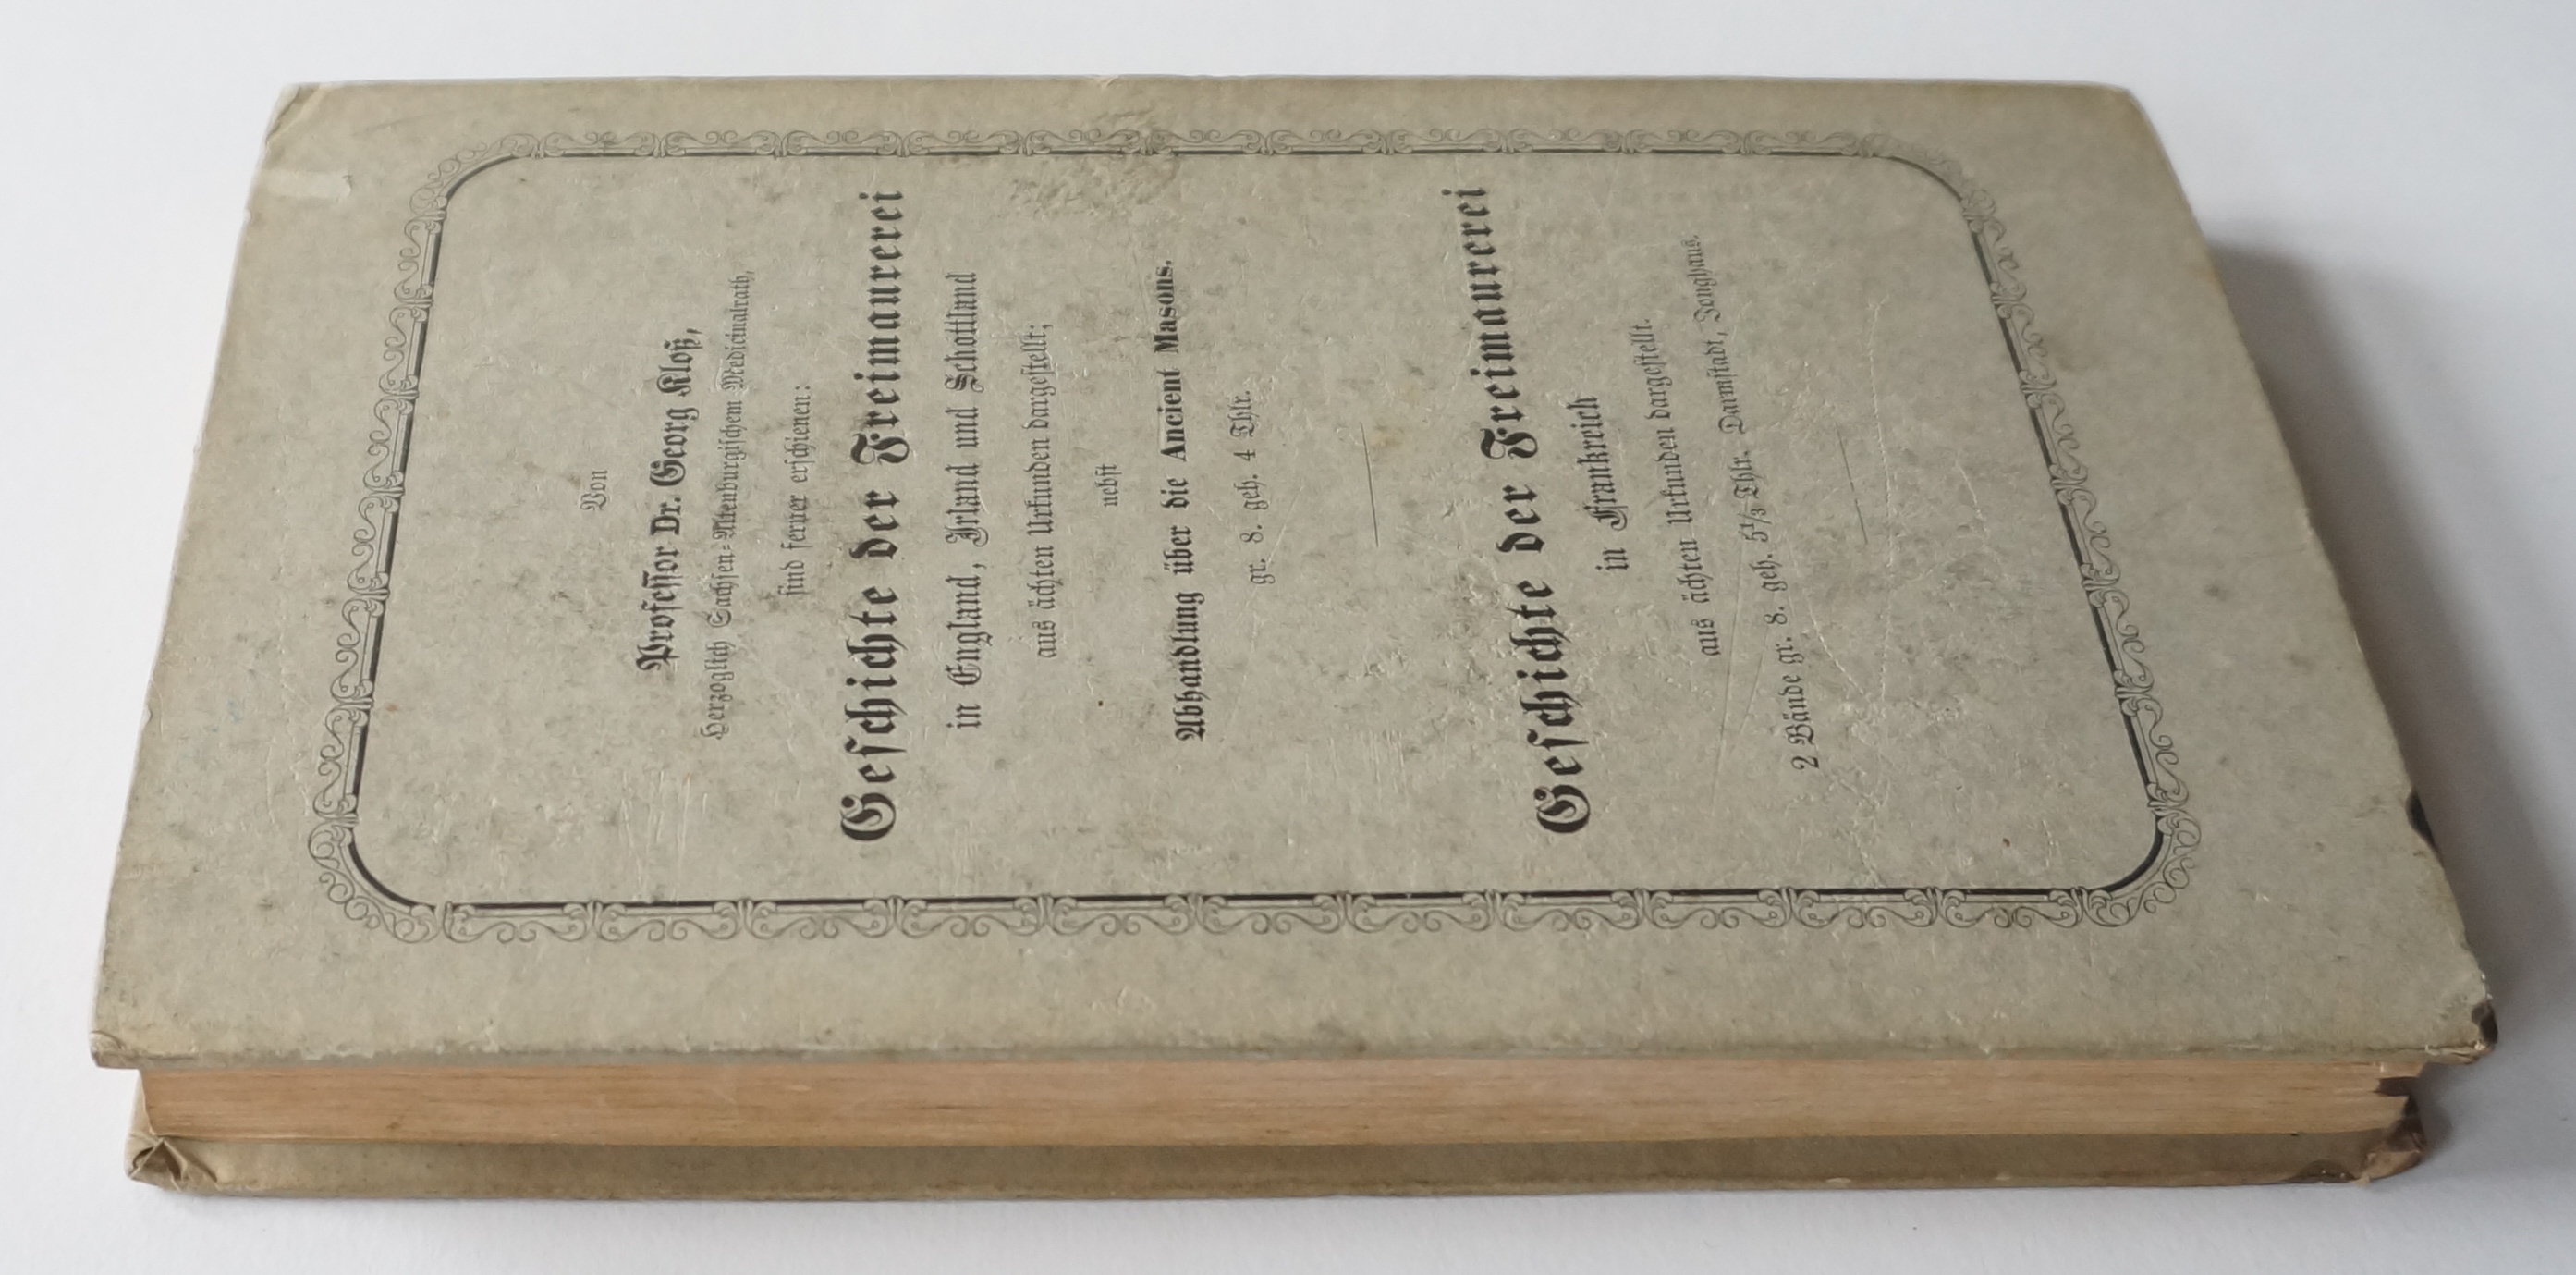 Von
Professor Dr. Georg Kloß,
Herzoglich Sachsen-Altenburgischem Medicinalrath,
sind ferner erschienen:
Geschichte der Freimaurerei
in England, Irland und Schottland
aus ächten Urkunden dargestellt;
nebst
Abhandlung über die Ancient Masons.
gr. 8. geh. 4 Thlr.
Geschichte der Freimaurerei
in Frankreich
aus ächten Urkunden dargestellt.
2 Bände gr. 8. geh. 5⅓ Thlr. Darmstadt, Jonghaus.